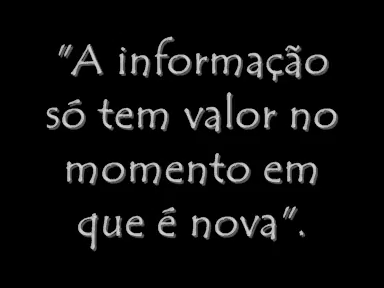 "A informação
só tem valor no
momento em
que é nova".